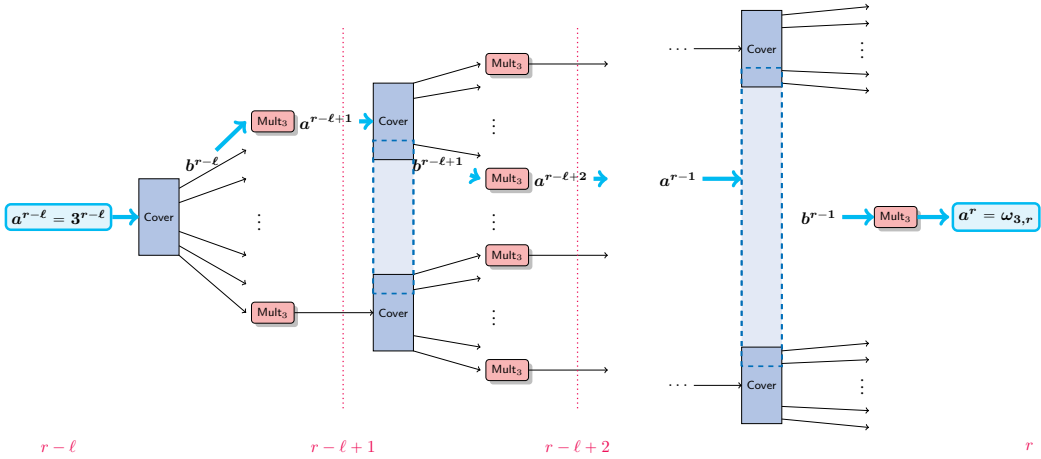 ⋯ Cover ⋮
Mult₃
Mult₃ a^{r−ℓ+1} Cover ⋮
b^{r−ℓ} b^{r−ℓ+1} Mult₃ a^{r−ℓ+2} a^{r−1}
a^{r−ℓ} = 3^{r−ℓ} Cover ⋮ ⋮ b^{r−1} Mult₃ a^r = ω_{3,r}
Mult₃
Mult₃ Cover ⋮
Mult₃ ⋯ Cover ⋮
r − ℓ r − ℓ + 1 r − ℓ + 2 r